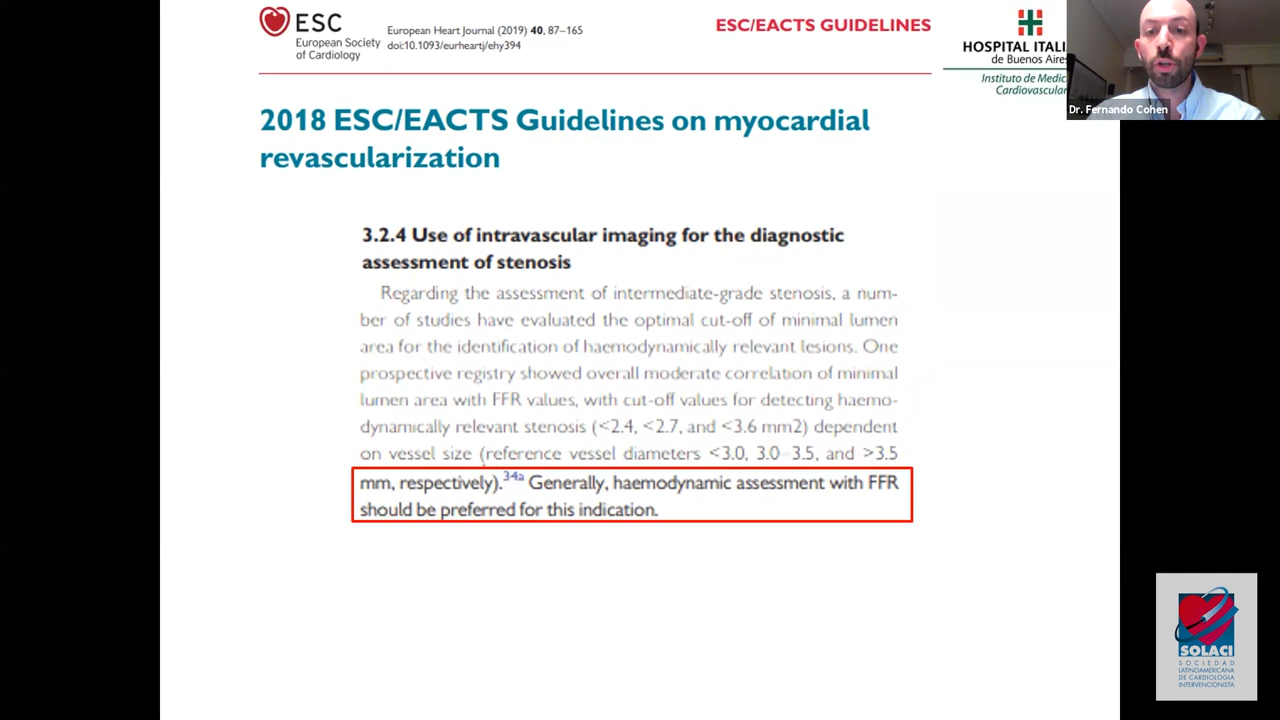 ESC
European Society
of Cardiology
European Heart Journal (2019) 40, 87–165
doi:10.1093/eurheartj/ehy394
ESC/EACTS GUIDELINES
HOSPITAL ITALI
de Buenos Aires
Instituto de Medici
Cardiovascular
Dr. Fernando Cohen
2018 ESC/EACTS Guidelines on myocardial
revascularization
3.2.4 Use of intravascular imaging for the diagnostic
assessment of stenosis
Regarding the assessment of intermediate-grade stenosis, a num-
ber of studies have evaluated the optimal cut-off of minimal lumen
area for the identification of haemodynamically relevant lesions. One
prospective registry showed overall moderate correlation of minimal
lumen area with FFR values, with cut-off values for detecting haemo-
dynamically relevant stenosis (<2.4, <2.7, and <3.6 mm2) dependent
on vessel size (reference vessel diameters <3.0, 3.0–3.5, and >3.5
mm, respectively).34a Generally, haemodynamic assessment with FFR
should be preferred for this indication.
SOLACI
SOCIEDAD
LATINOAMERICANA
DE CARDIOLOGIA
INTERVENCIONISTA